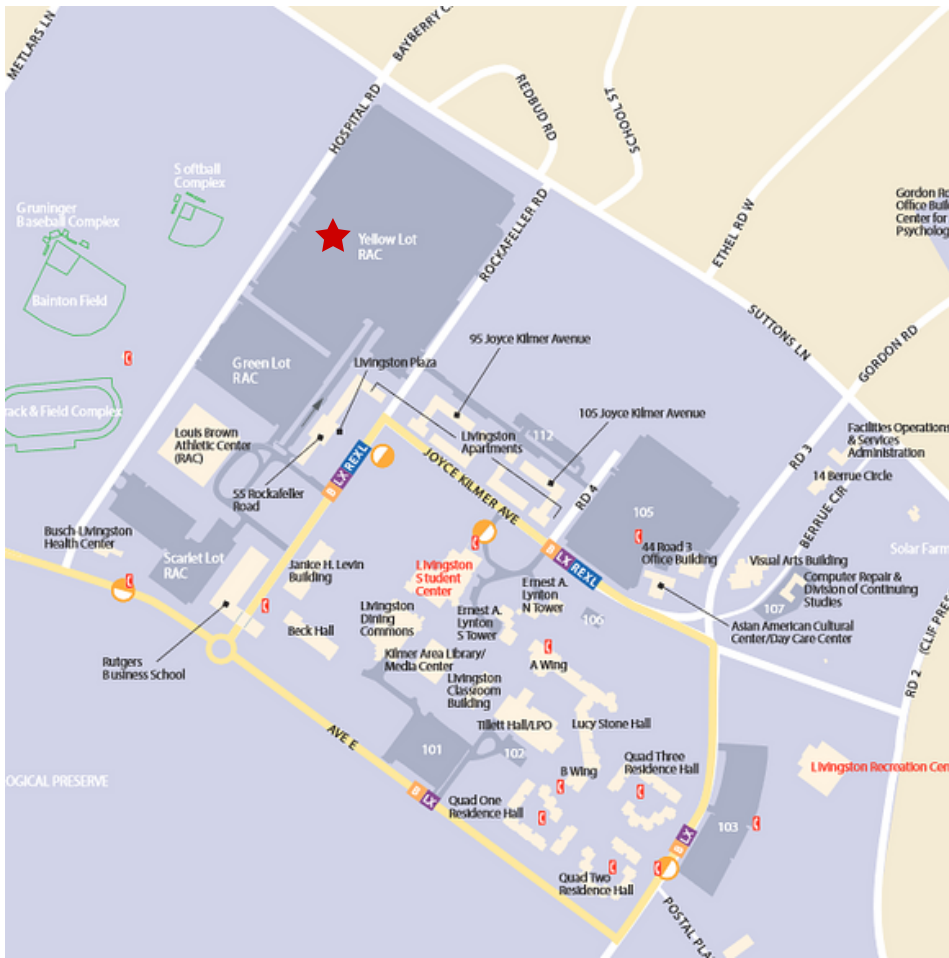 METLARS LN
BAYBERRY C
HOSPITAL RD
REDBUD RD
SCHOOL ST
Softball
Complex
Gruninger
Baseball Complex
Bainton Field
Yellow Lot
RAC
ROCKAFELLER RD
ETHEL RD W
Gordon Ro
Office Buil
Center for
Psycholog
SUTTONS LN
GORDON RD
Green Lot
RAC
Livingston Plaza
95 Joyce Kilmer Avenue
rack & Field Complex
Louis Brown
Athletic Center
(RAC)
Livingston
Apartments
112
105 Joyce Kilmer Avenue
Facilities Operations
& Services
Administration
RD 3
14 Berrue Circle
BERRUE CIR
55 Rockafeller
Road
B LX REXL
JOYCE KILMER AVE
RD 4
105
Busch-Livingston
Health Center
Scarlet Lot
RAC
Janice H. Levin
Building
Livingston
Student
Center
B LX REXL
44 Road 3
Office Building
Visual Arts Building
Solar Farm
Computer Repair &
Division of Continuing
Studies
107
Ernest A.
Lynton
N Tower
Ernest A.
Lynton
S Tower
106
Asian American Cultural
Center/Day Care Center
Livingston
Dining
Commons
Beck Hall
Rutgers
Business School
Kilmer Area Library/
Media Center
A Wing
RD 2
(CLIF PRES
Livingston
Classroom
Building
Tillett Hall/LPO
Lucy Stone Hall
AVE E
101
102
OGICAL PRESERVE
B Wing
Quad Three
Residence Hall
Livingston Recreation Cen
B LX
Quad One
Residence Hall
103
B LX
Quad Two
Residence Hall
POSTAL PLA